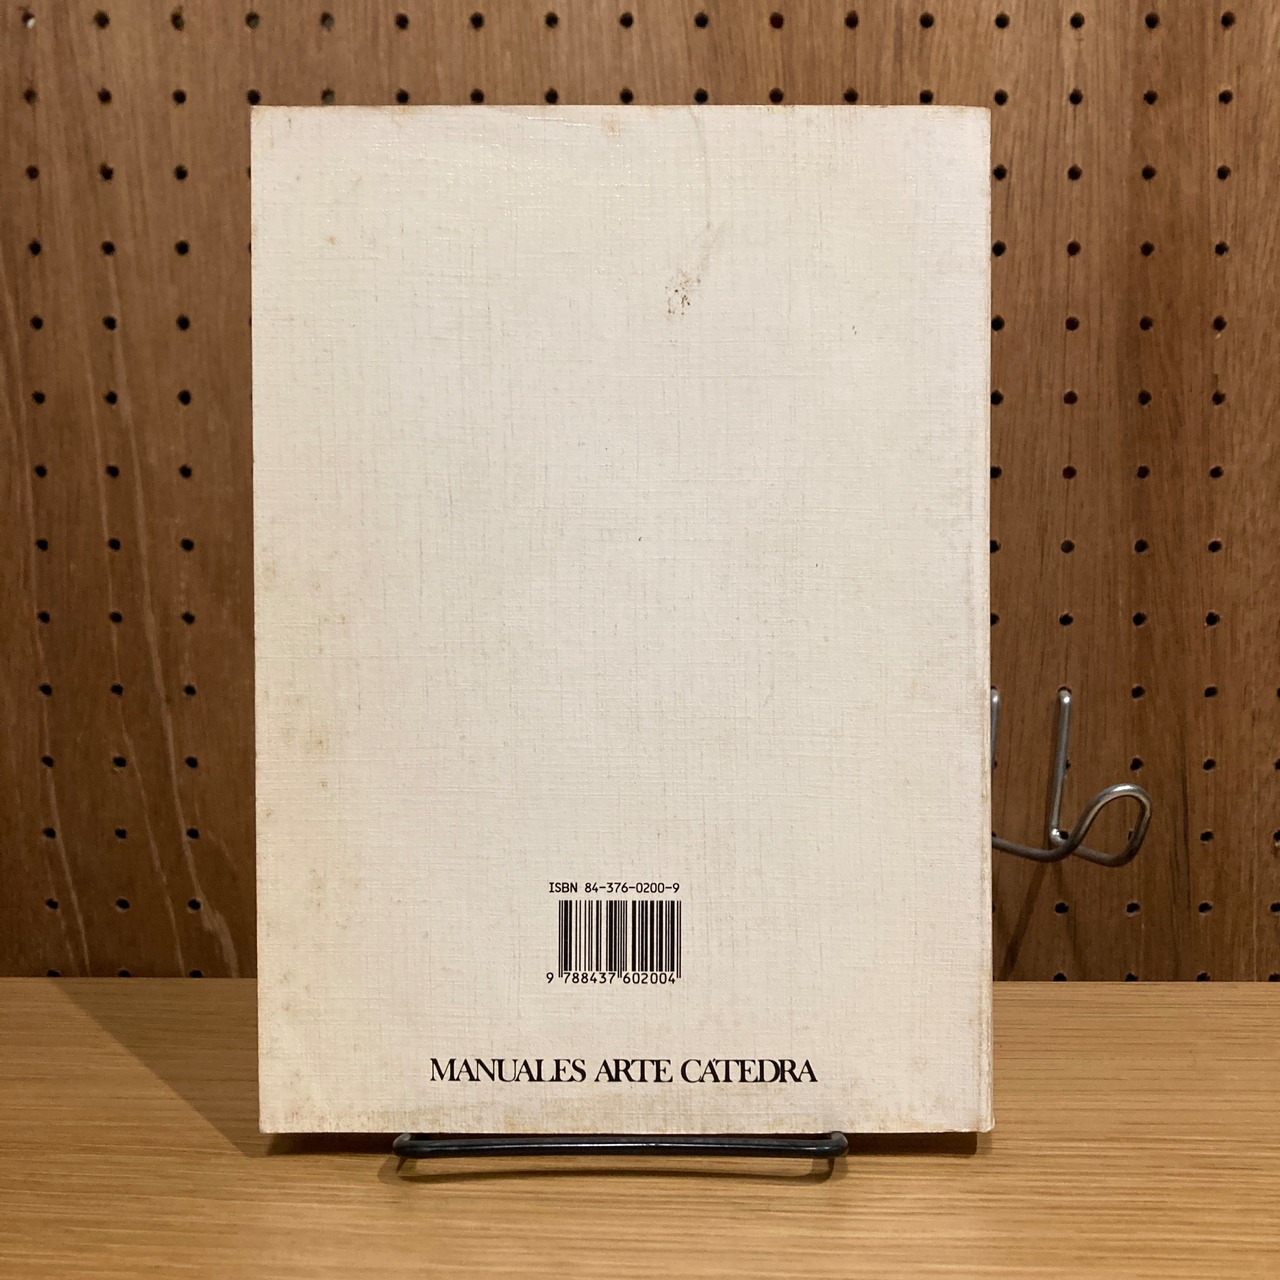 ISBN 84-376-0200-9
9 788437 602004
MANUALES ARTE CÁTEDRA